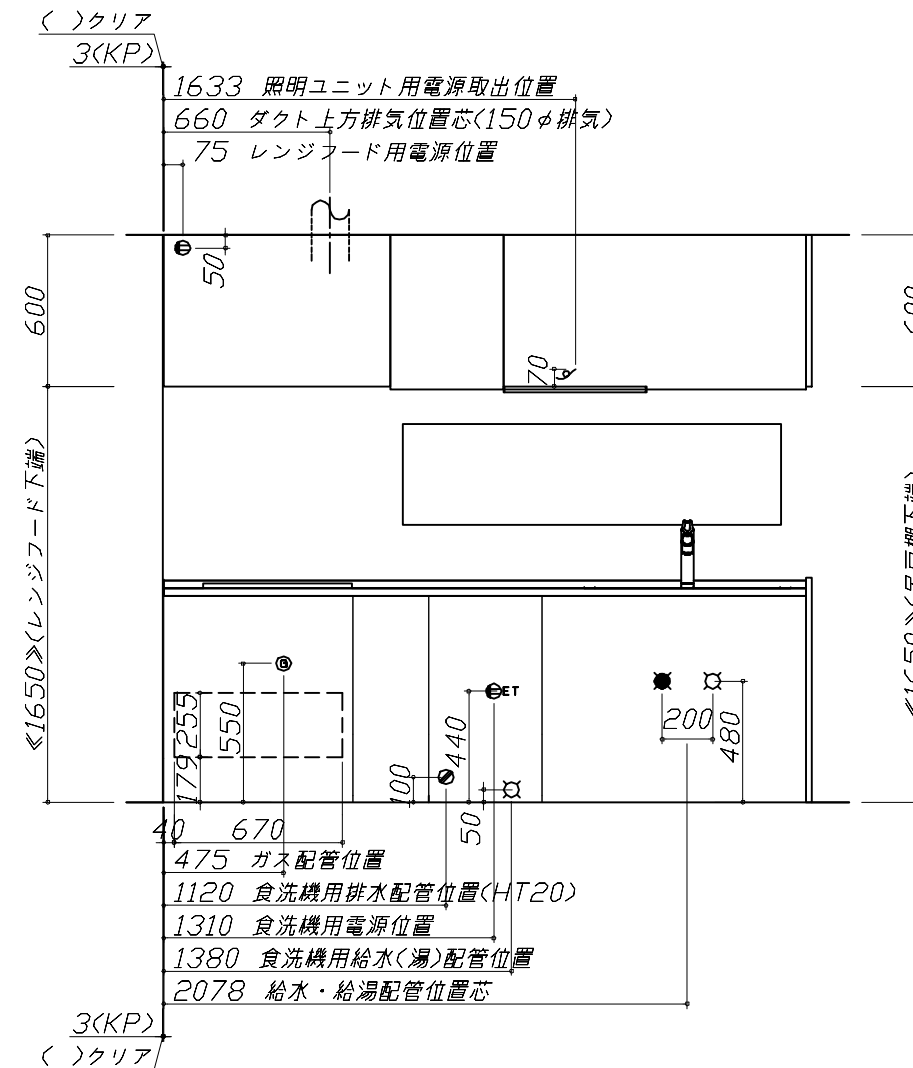 ( )クリア
3(KP)
1633 照明ユニット用電源取出位置
660 ダクト上方排気位置芯(150φ排気)
75 レンジフード用電源位置
50
600
600
70
≪1650≫(レンジフード下端)
G
ET
550
255
179
440
100
50
200
480
40
670
475 ガス配管位置
1120 食洗機用排水配管位置(HT20)
1310 食洗機用電源位置
1380 食洗機用給水(湯)配管位置
2078 給水・給湯配管位置芯
3(KP)
( )クリア